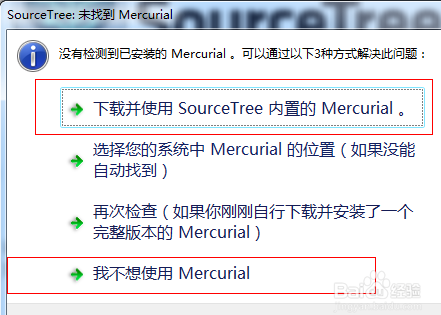 SourceTree: 未找到 Mercurial
SourceTree
没有检测到已安装的 Mercurial 。可以通过以下3种方式解决此问题：
下载并使用 SourceTree 内置的 Mercurial 。
选择您的系统中 Mercurial 的位置（如果没能
自动找到）
再次检查（如果你刚刚自行下载并安装了一个
完整版本的 Mercurial）
我不想使用 Mercurial
Baidu 经验